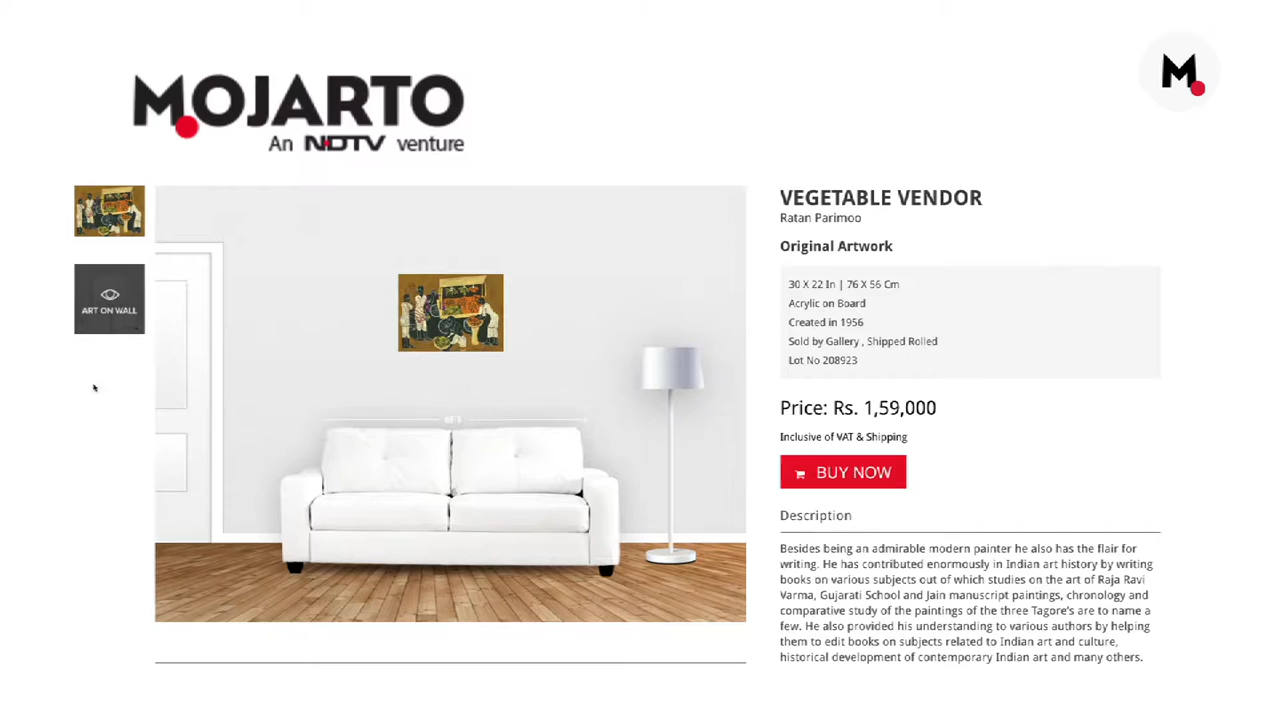 MOJARTO
An NDTV venture
M.
ART ON WALL
VEGETABLE VENDOR
Ratan Parimoo
Original Artwork
30 X 22 In | 76 X 56 Cm
Acrylic on Board
Created in 1956
Sold by Gallery , Shipped Rolled
Lot No 208923
Price: Rs. 1,59,000
Inclusive of VAT & Shipping
BUY NOW
Description
Besides being an admirable modern painter he also has the flair for
writing. He has contributed enormously in Indian art history by writing
books on various subjects out of which studies on the art of Raja Ravi
Varma, Gujarati School and Jain manuscript paintings, chronology and
comparative study of the paintings of the three Tagore's are to name a
few. He also provided his understanding to various authors by helping
them to edit books on subjects related to Indian art and culture,
historical development of contemporary Indian art and many others.